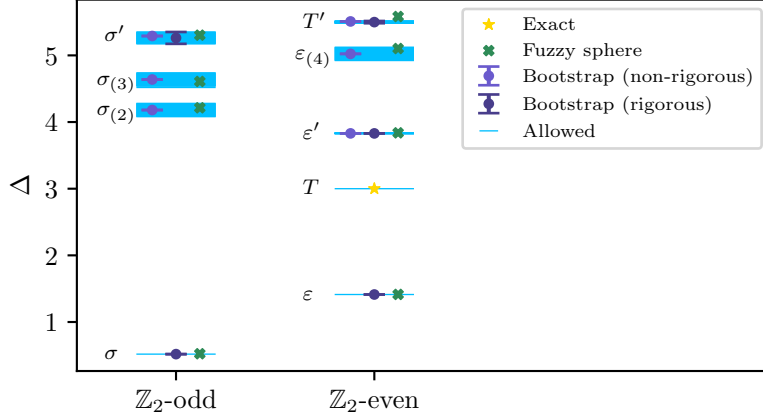 σ′
σ(3)
σ(2)
σ
T′
ε(4)
ε′
T
ε
Exact
Fuzzy sphere
Bootstrap (non-rigorous)
Bootstrap (rigorous)
Allowed
5
4
3
2
1
Δ
ℤ2-odd
ℤ2-even